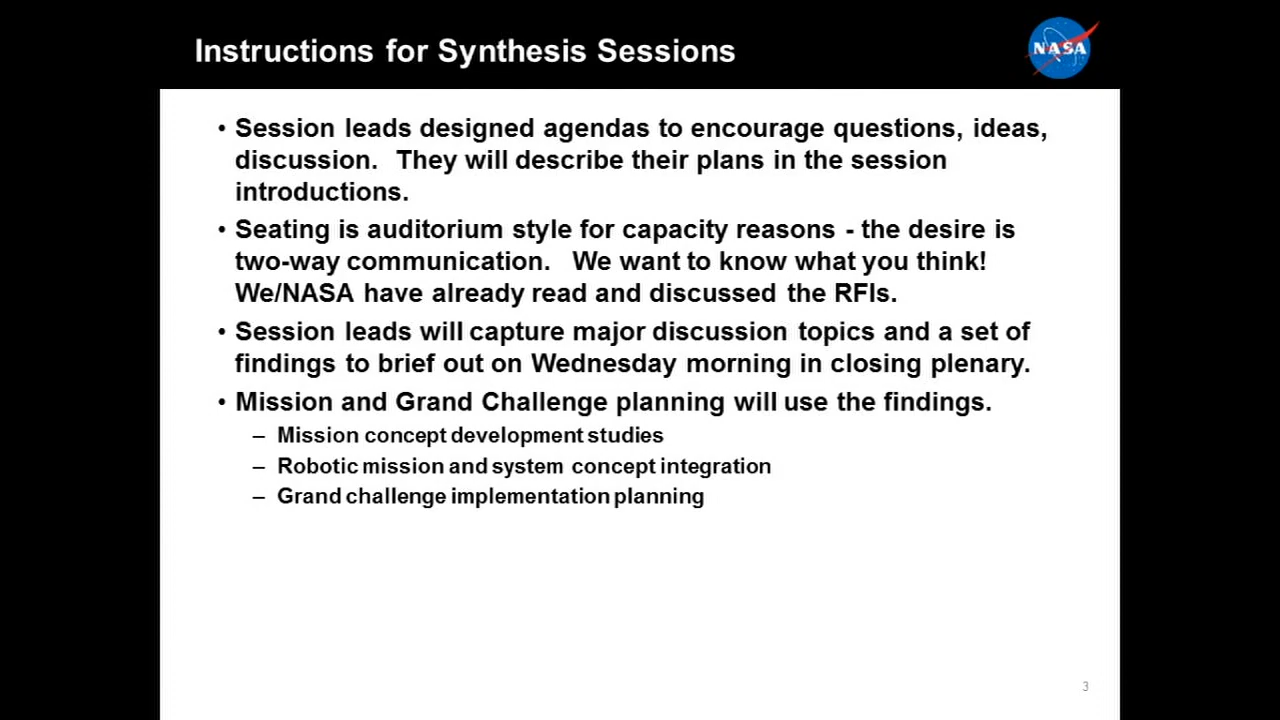 Instructions for Synthesis Sessions
NASA
• Session leads designed agendas to encourage questions, ideas,
discussion. They will describe their plans in the session
introductions.
• Seating is auditorium style for capacity reasons - the desire is
two-way communication. We want to know what you think!
We/NASA have already read and discussed the RFIs.
• Session leads will capture major discussion topics and a set of
findings to brief out on Wednesday morning in closing plenary.
• Mission and Grand Challenge planning will use the findings.
– Mission concept development studies
– Robotic mission and system concept integration
– Grand challenge implementation planning
3